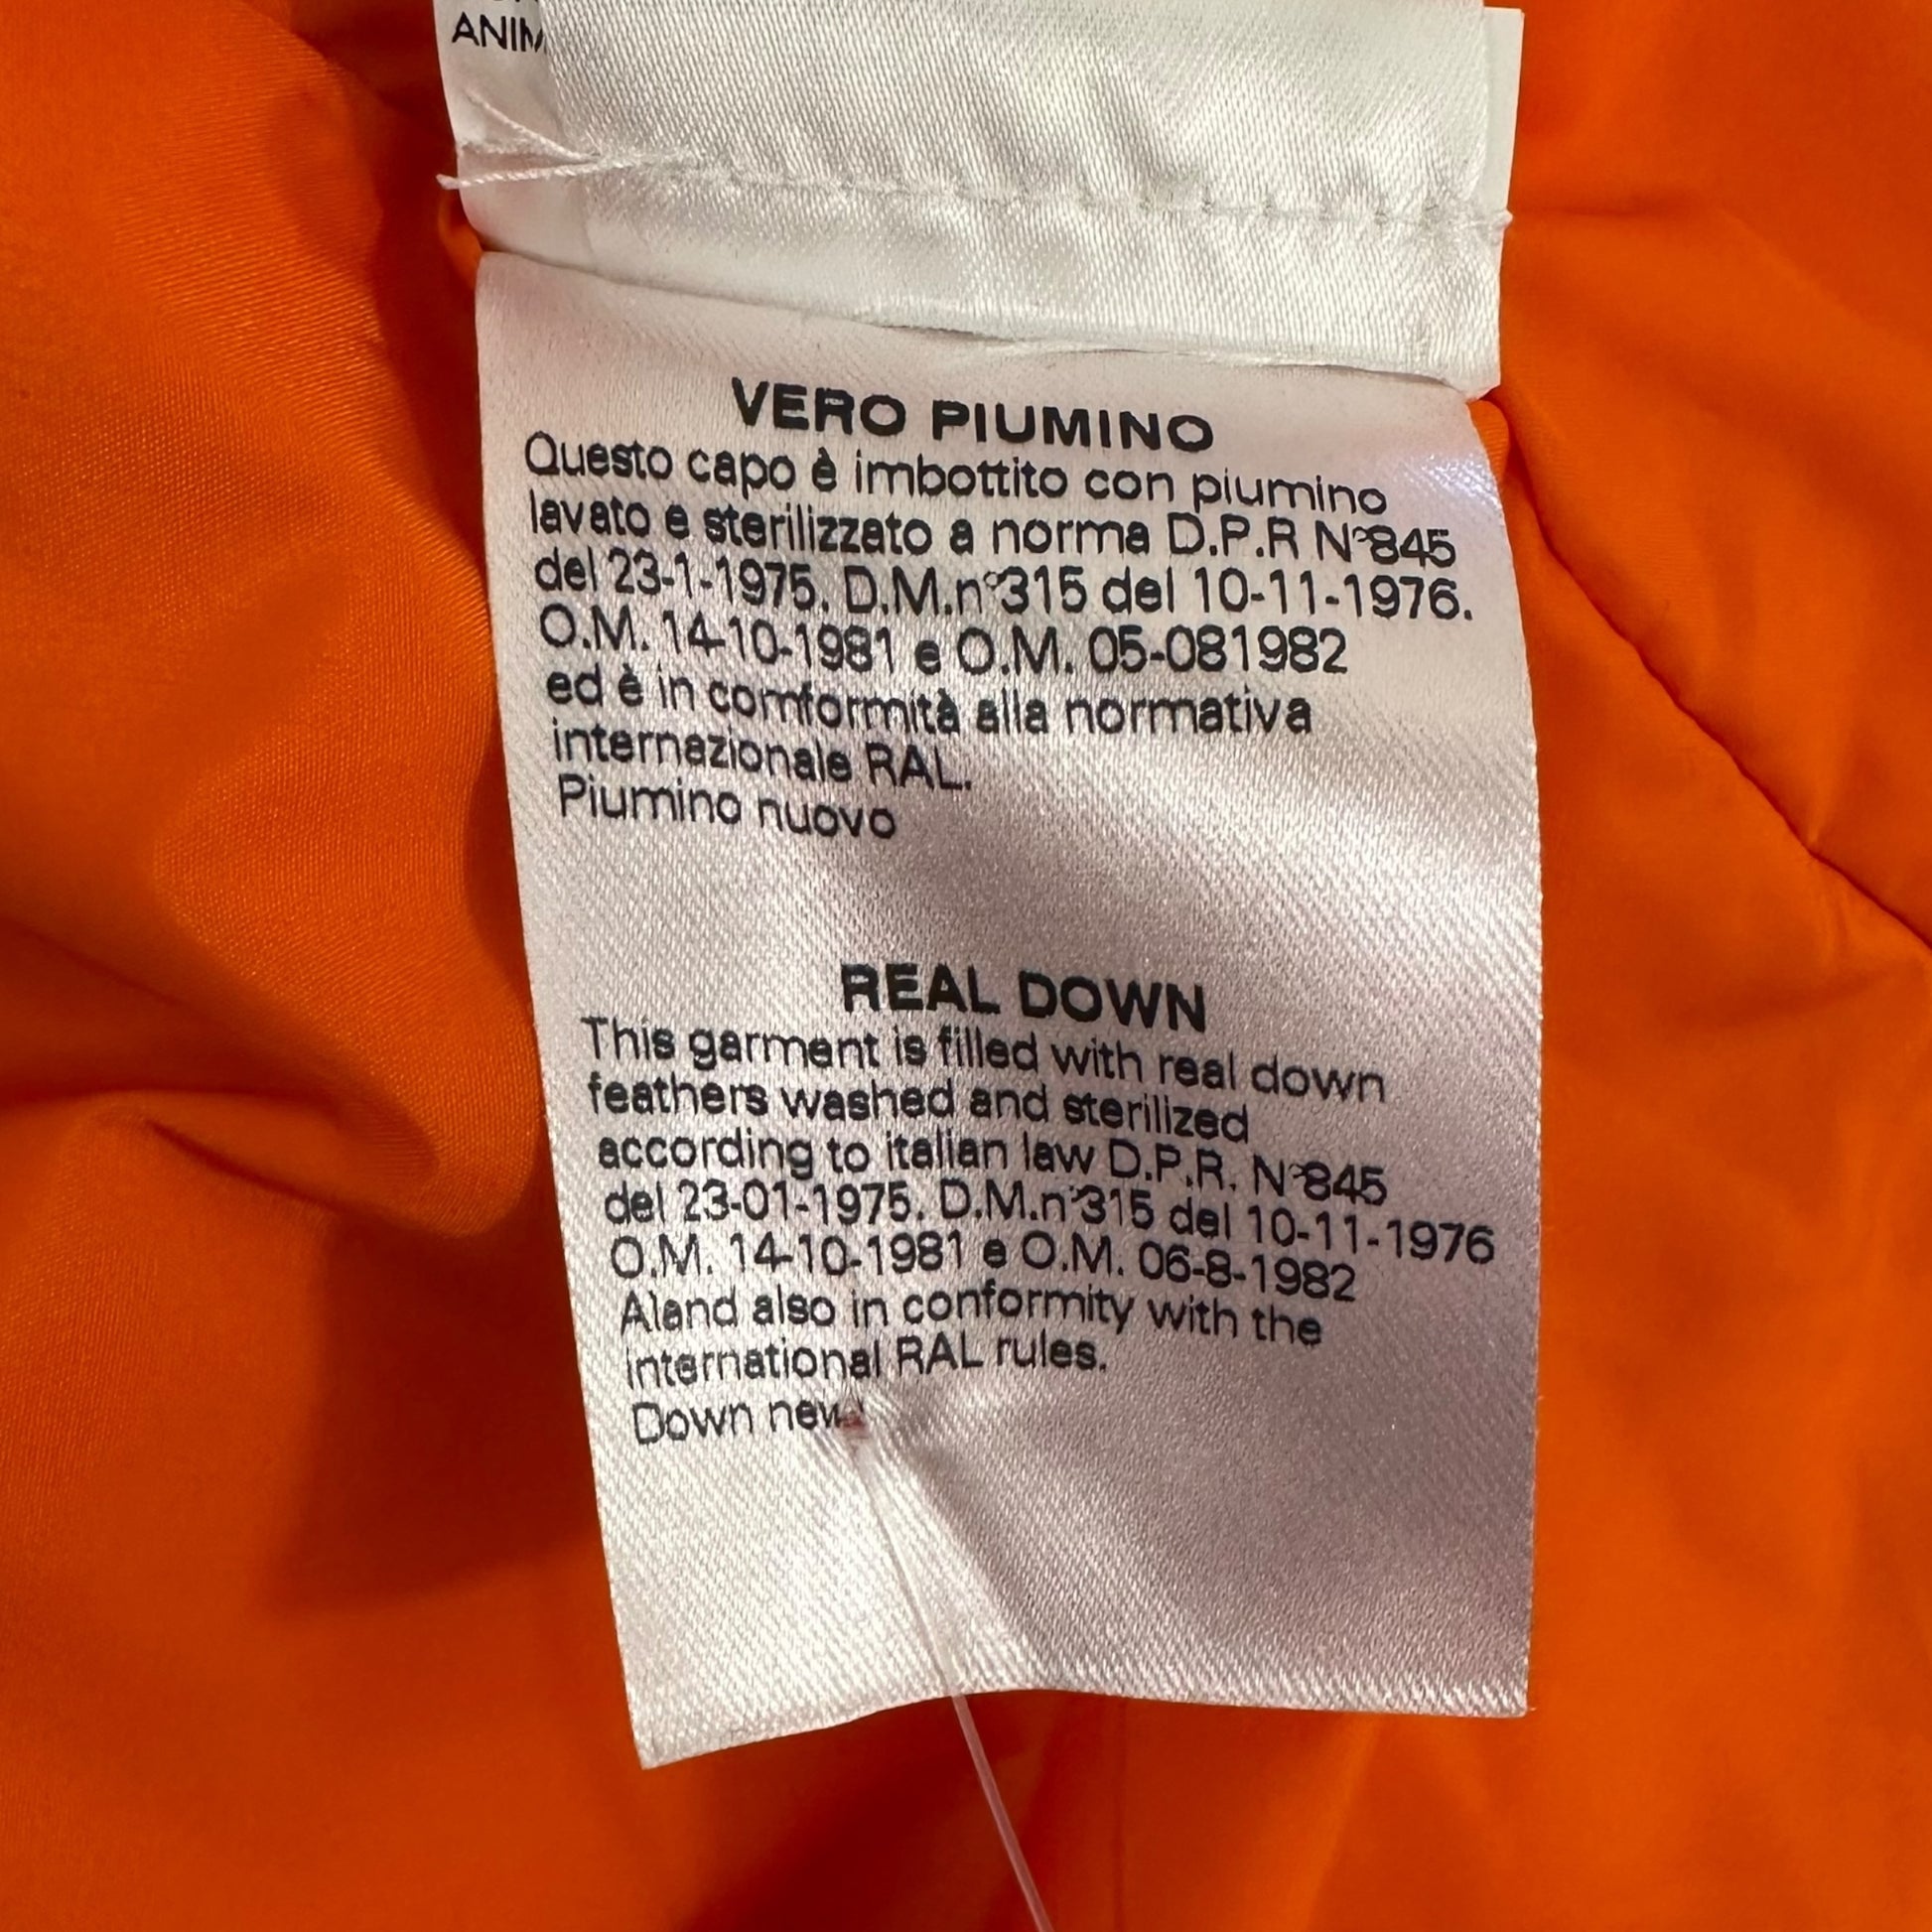 VERO PIUMINO
Questo capo è imbottito con piumino
lavato e sterilizzato a norma D.P.R N°845
del 23-1-1975. D.M.n°315 del 10-11-1976.
O.M. 14-10-1981 e O.M. 05-081982
ed è in comformità alla normativa
internazionale RAL.
Piumino nuovo
REAL DOWN
This garment is filled with real down
feathers washed and sterilized
according to italian law D.P.R. N°845
del 23-01-1975. D.M.n°315 del 10-11-1976
O.M. 14-10-1981 e O.M. 06-8-1982
Aland also in conformity with the
international RAL rules.
Down new